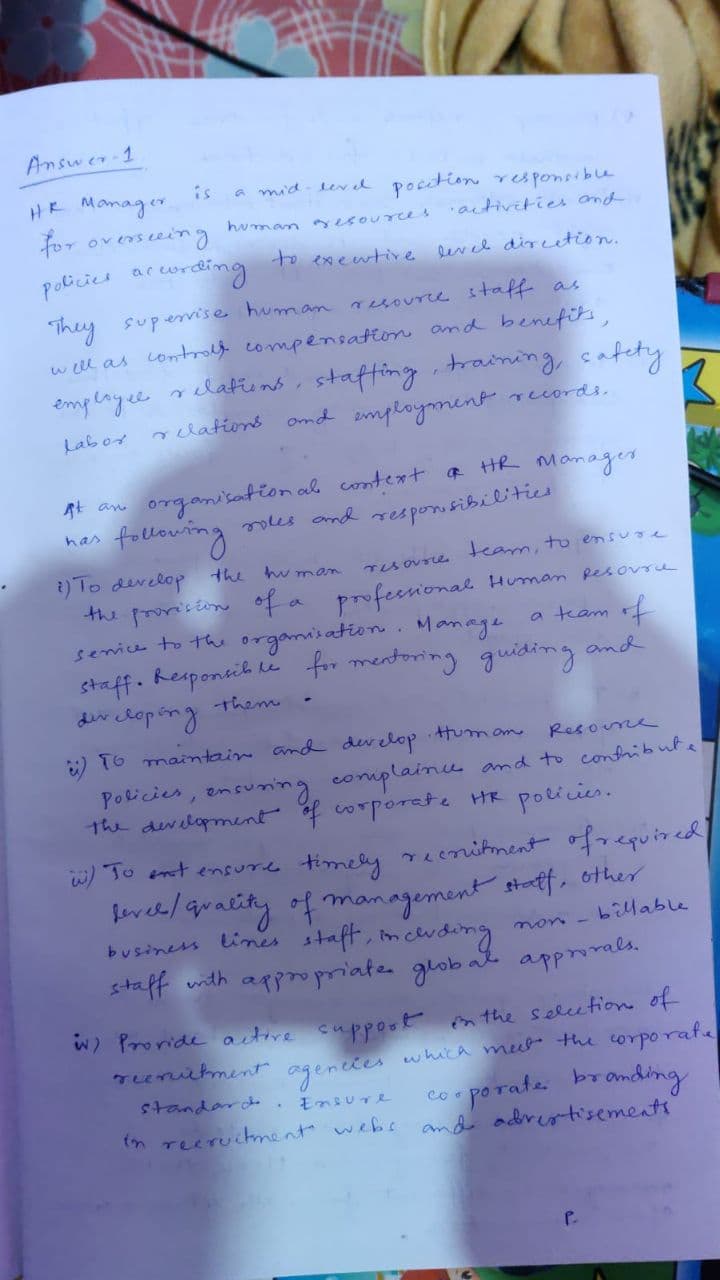 Answer-1
HR Manager is a mid-level position responsible
for overseeing human resources activities and
policies according to executive level direction.
They supervise human resource staff as
well as controls compensation and benefits,
employee relations, staffing, training, safety
labor relations and employment records.
At an organisational context a HR Manager
has following roles and responsibilities
i) To develop the human resource team, to ensure
the provision of a professional Human Resource
service to the organisation. Manage a team of
staff. Responsible for mentoring guiding and
developing them.
ii) To maintain and develop Human Resource
Policies, ensuring complaince and to contribute
the development of corporate HR policies.
iii) To ensure timely recruitment of required
level/quality of management staff, other
business lines staff, including non-billable
staff with appropriate global approvals.
iv) Provide active support in the selection of
recruitment agencies which meet the corporate
standard. Ensure corporate branding
in recruitment webs and advertisements
P.